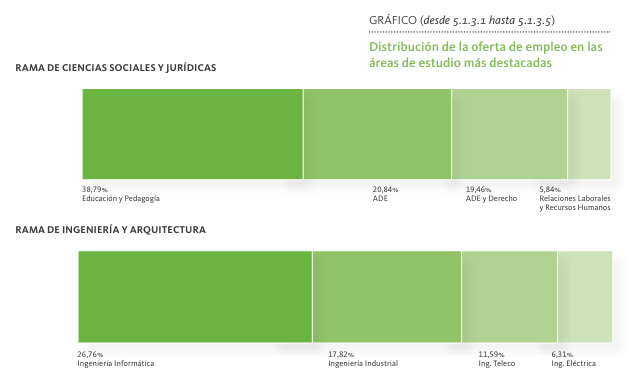 GRÁFICO (desde 5.1.3.1 hasta 5.1.3.5)
Distribución de la oferta de empleo en las
áreas de estudio más destacadas
RAMA DE CIENCIAS SOCIALES Y JURÍDICAS
38,79% 20,84% 19,46% 5,84%
Educación y Pedagogía ADE ADE y Derecho Relaciones Laborales
y Recursos Humanos
RAMA DE INGENIERÍA Y ARQUITECTURA
26,76% 17,82% 11,59% 6,31%
Ingeniería Informática Ingeniería Industrial Ing. Teleco Ing. Eléctrica